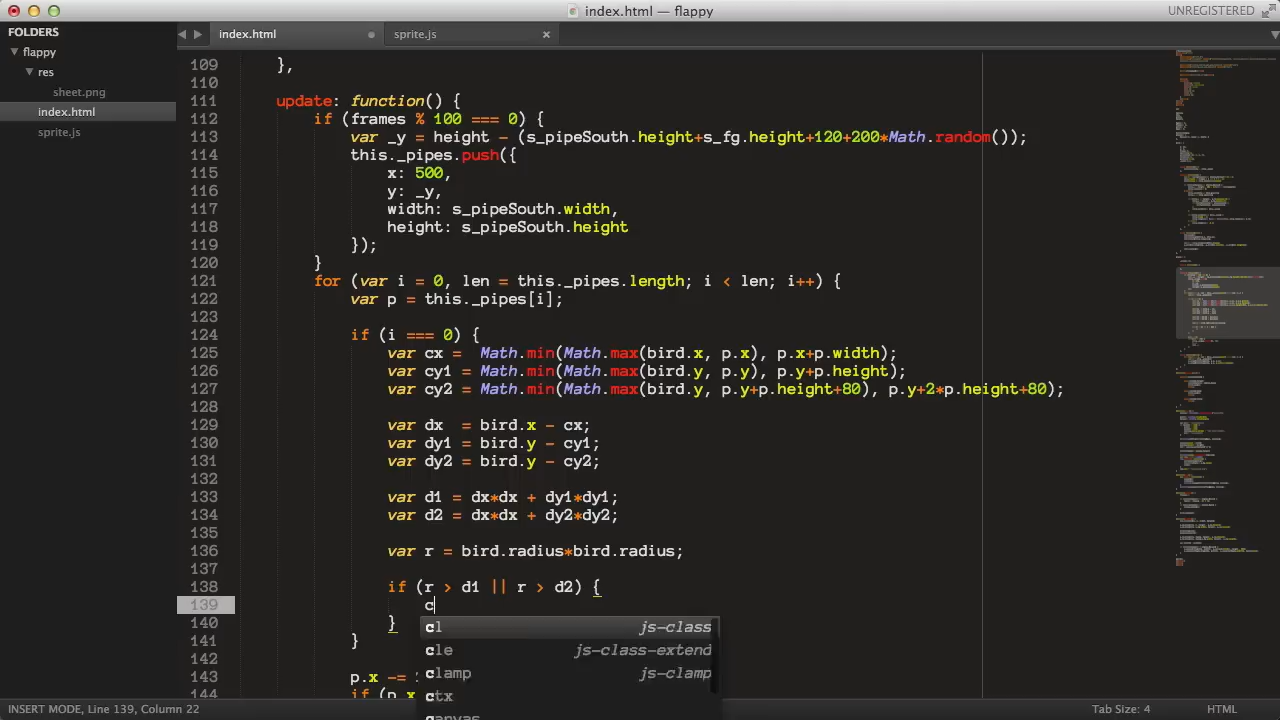 index.html — flappy
UNREGISTERED
FOLDERS
flappy
res
sheet.png
index.html
sprite.js
index.html
sprite.js
109 },
110
111 update: function() {
112 if (frames % 100 === 0) {
113 var _y = height - (s_pipeSouth.height+s_fg.height+120+200*Math.random());
114 this._pipes.push({
115 x: 500,
116 y: _y,
117 width: s_pipeSouth.width,
118 height: s_pipeSouth.height
119 });
120 }
121 for (var i = 0, len = this._pipes.length; i < len; i++) {
122 var p = this._pipes[i];
123
124 if (i === 0) {
125 var cx = Math.min(Math.max(bird.x, p.x), p.x+p.width);
126 var cy1 = Math.min(Math.max(bird.y, p.y), p.y+p.height);
127 var cy2 = Math.min(Math.max(bird.y, p.y+p.height+80), p.y+2*p.height+80);
128
129 var dx = bird.x - cx;
130 var dy1 = bird.y - cy1;
131 var dy2 = bird.y - cy2;
132
133 var d1 = dx*dx + dy1*dy1;
134 var d2 = dx*dx + dy2*dy2;
135
136 var r = bird.radius*bird.radius;
137
138 if (r > d1 || r > d2) {
139 c
cl js-class
140 }
cle js-class-extend
141 }
142
clamp js-clamp
143 p.x -=
144 if (p.x
ctx
canvas
INSERT MODE, Line 139, Column 22
Tab Size: 4
HTML